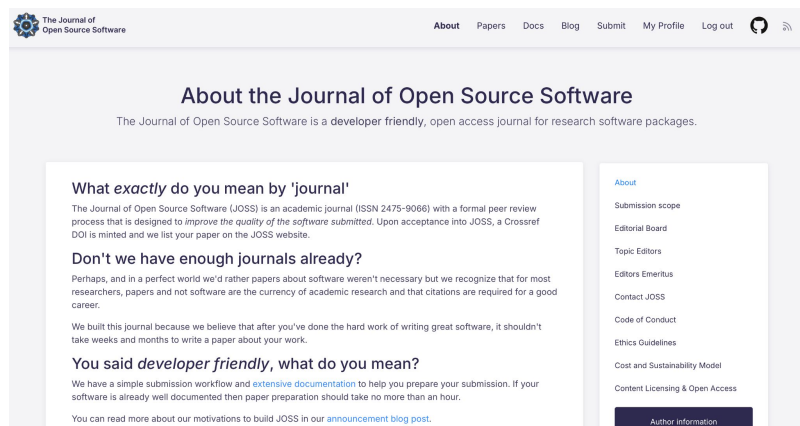 The Journal of
Open Source Software
About
Papers
Docs
Blog
Submit
My Profile
Log out
About the Journal of Open Source Software
The Journal of Open Source Software is a developer friendly, open access journal for research software packages.
What exactly do you mean by 'journal'
The Journal of Open Source Software (JOSS) is an academic journal (ISSN 2475-9066) with a formal peer review
process that is designed to improve the quality of the software submitted. Upon acceptance into JOSS, a Crossref
DOI is minted and we list your paper on the JOSS website.
Don't we have enough journals already?
Perhaps, and in a perfect world we'd rather papers about software weren't necessary but we recognize that for most
researchers, papers and not software are the currency of academic research and that citations are required for a good
career.
We built this journal because we believe that after you've done the hard work of writing great software, it shouldn't
take weeks and months to write a paper about your work.
You said developer friendly, what do you mean?
We have a simple submission workflow and extensive documentation to help you prepare your submission. If your
software is already well documented then paper preparation should take no more than an hour.
You can read more about our motivations to build JOSS in our announcement blog post.
About
Submission scope
Editorial Board
Topic Editors
Editors Emeritus
Contact JOSS
Code of Conduct
Ethics Guidelines
Cost and Sustainability Model
Content Licensing & Open Access
Author information